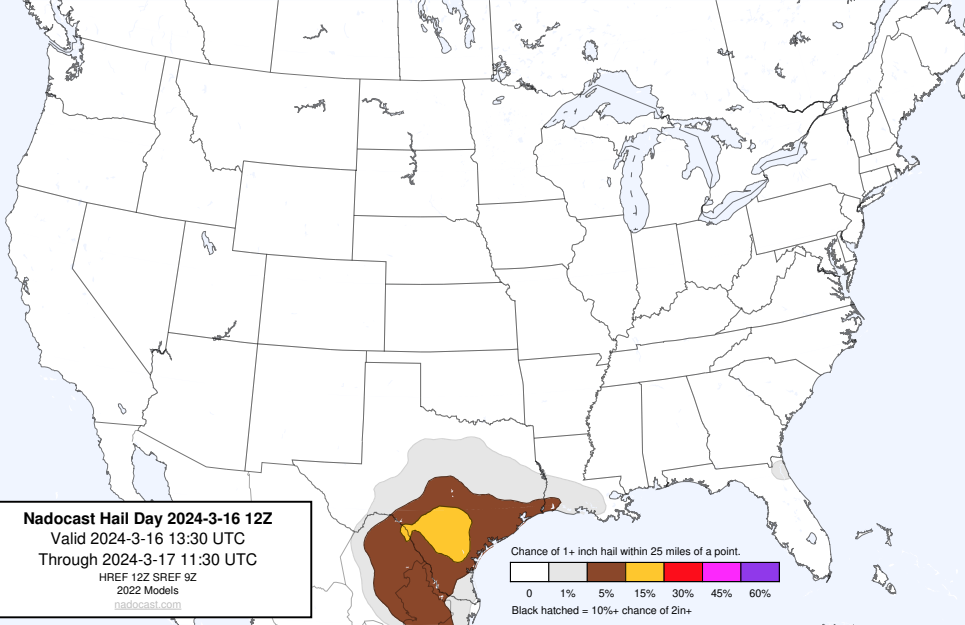 Nadocast Hail Day 2024-3-16 12Z
Valid 2024-3-16 13:30 UTC
Through 2024-3-17 11:30 UTC
HREF 12Z SREF 9Z
2022 Models
nadocast.com
Chance of 1+ inch hail within 25 miles of a point.
0 1% 5% 15% 30% 45% 60%
Black hatched = 10%+ chance of 2in+